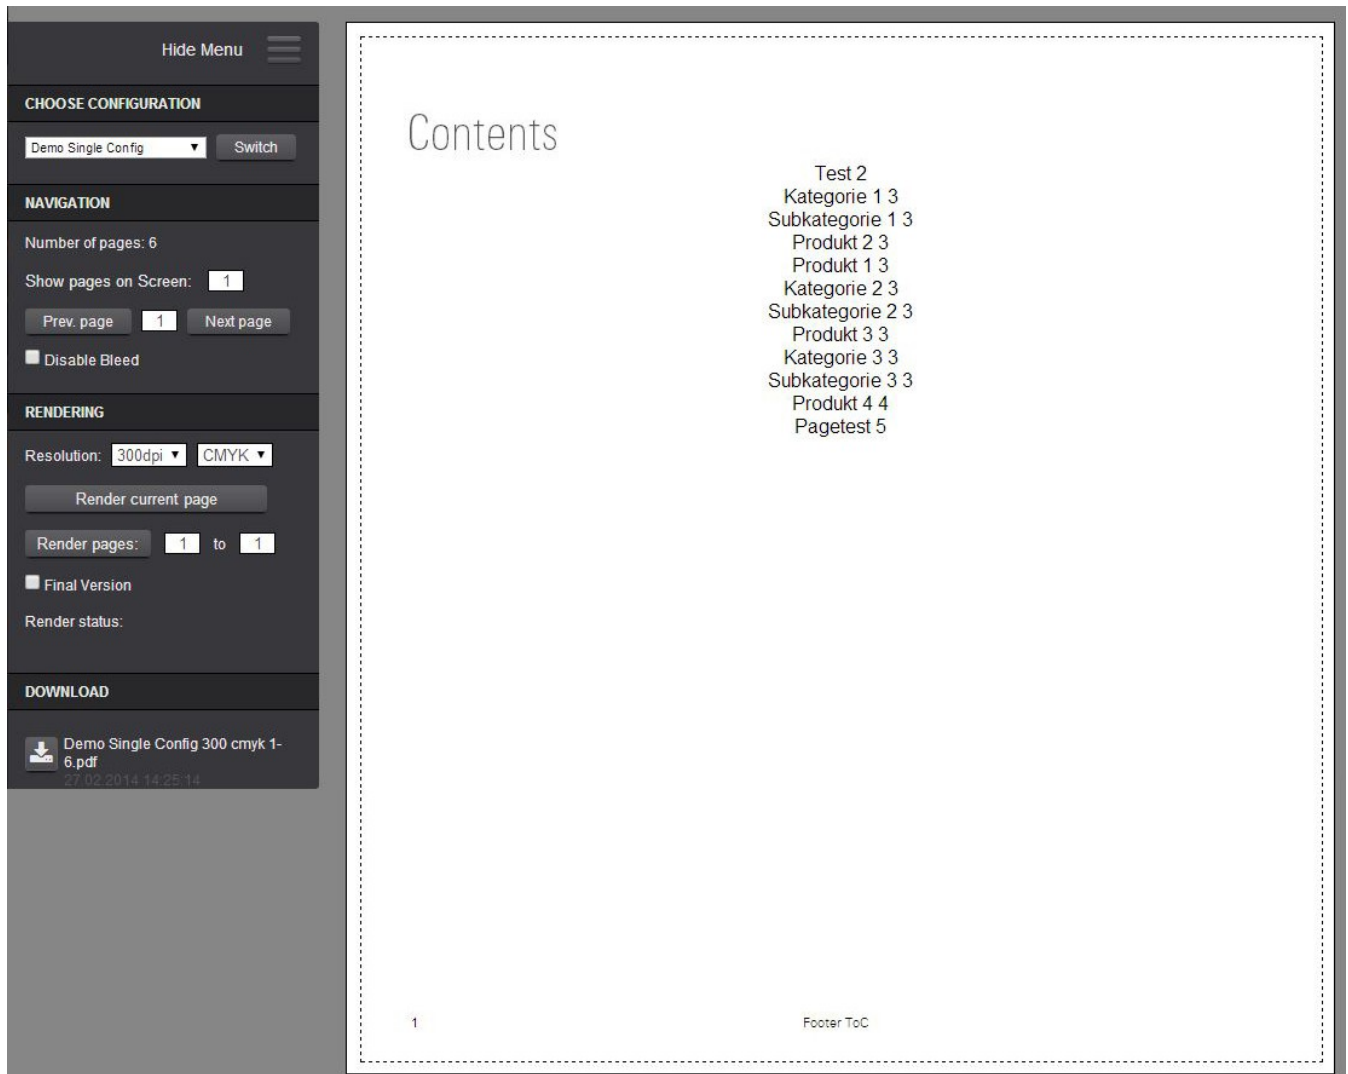 Hide Menu
CHOOSE CONFIGURATION
Demo Single Config
Switch
NAVIGATION
Number of pages: 6
Show pages on Screen: 1
Prev. page 1 Next page
Disable Bleed
RENDERING
Resolution: 300dpi CMYK
Render current page
Render pages: 1 to 1
Final Version
Render status:
DOWNLOAD
Demo Single Config 300 cmyk 1-
6.pdf
27.02.2014 14:25:14
Contents
Test 2
Kategorie 1 3
Subkategorie 1 3
Produkt 2 3
Produkt 1 3
Kategorie 2 3
Subkategorie 2 3
Produkt 3 3
Kategorie 3 3
Subkategorie 3 3
Produkt 4 4
Pagetest 5
1 Footer ToC